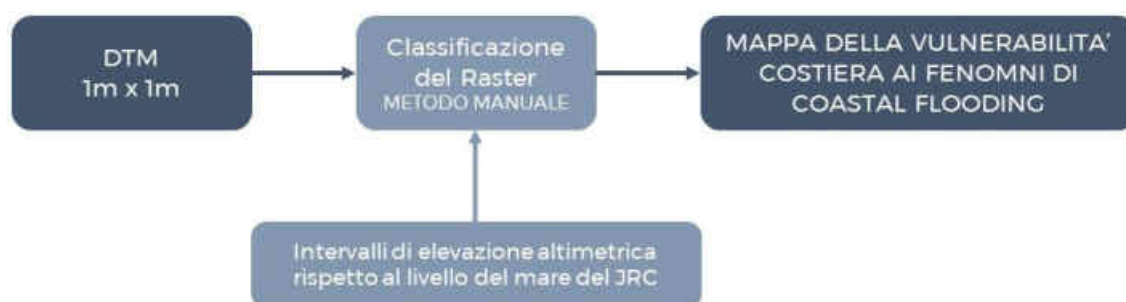 DTM
1m x 1m
Classificazione
del Raster
METODO MANUALE
MAPPA DELLA VULNERABILITA'
COSTIERA AI FENOMNI DI
COASTAL FLOODING
Intervalli di elevazione altimetrica
rispetto al livello del mare del JRC